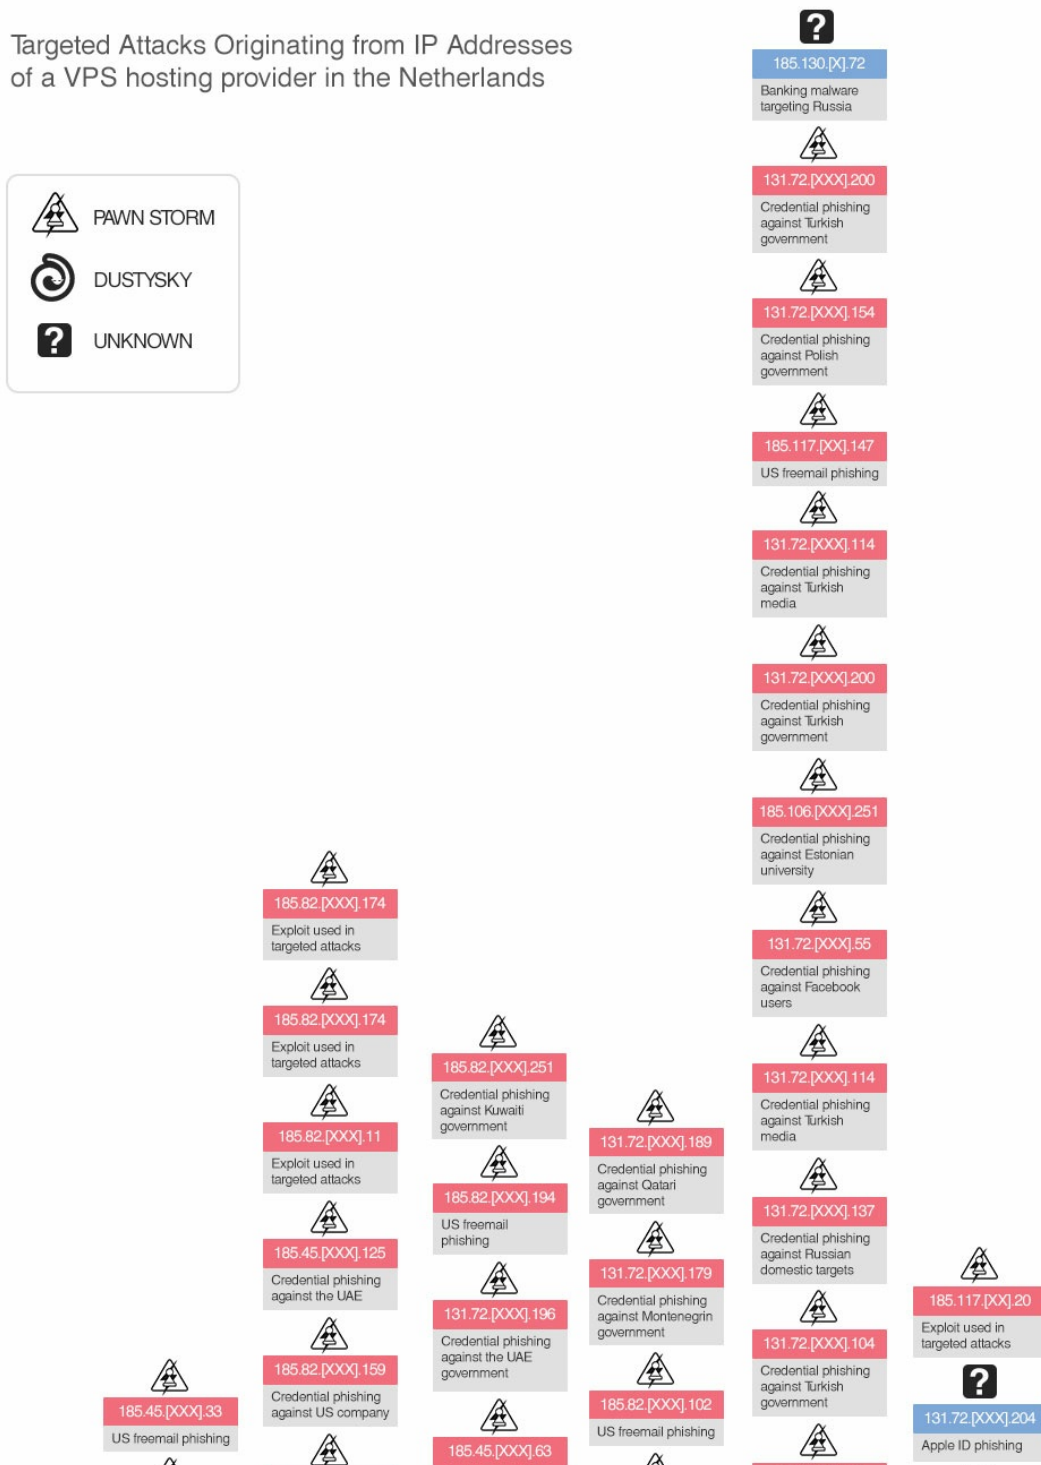 Targeted Attacks Originating from IP Addresses
of a VPS hosting provider in the Netherlands
PAWN STORM
DUSTYSKY
? UNKNOWN
185.45.[XXX].33
US freemail phishing
185.82.[XXX].174
Exploit used in
targeted attacks
185.82.[XXX].174
Exploit used in
targeted attacks
185.82.[XXX].11
Exploit used in
targeted attacks
185.45.[XXX].125
Credential phishing
against the UAE
185.82.[XXX].159
Credential phishing
against US company
185.82.[XXX].251
Credential phishing
against Kuwaiti
government
185.82.[XXX].194
US freemail
phishing
131.72.[XXX].196
Credential phishing
against the UAE
government
185.45.[XXX].63
131.72.[XXX].189
Credential phishing
against Qatari
government
131.72.[XXX].179
Credential phishing
against Montenegrin
government
185.82.[XXX].102
US freemail phishing
?
185.130.[X].72
Banking malware
targeting Russia
131.72.[XXX].200
Credential phishing
against Turkish
government
131.72.[XXX].154
Credential phishing
against Polish
government
185.117.[XX].147
US freemail phishing
131.72.[XXX].114
Credential phishing
against Turkish
media
131.72.[XXX].200
Credential phishing
against Turkish
government
185.106.[XXX].251
Credential phishing
against Estonian
university
131.72.[XXX].55
Credential phishing
against Facebook
users
131.72.[XXX].114
Credential phishing
against Turkish
media
131.72.[XXX].137
Credential phishing
against Russian
domestic targets
131.72.[XXX].104
Credential phishing
against Turkish
government
185.117.[XX].20
Exploit used in
targeted attacks
?
131.72.[XXX].204
Apple ID phishing